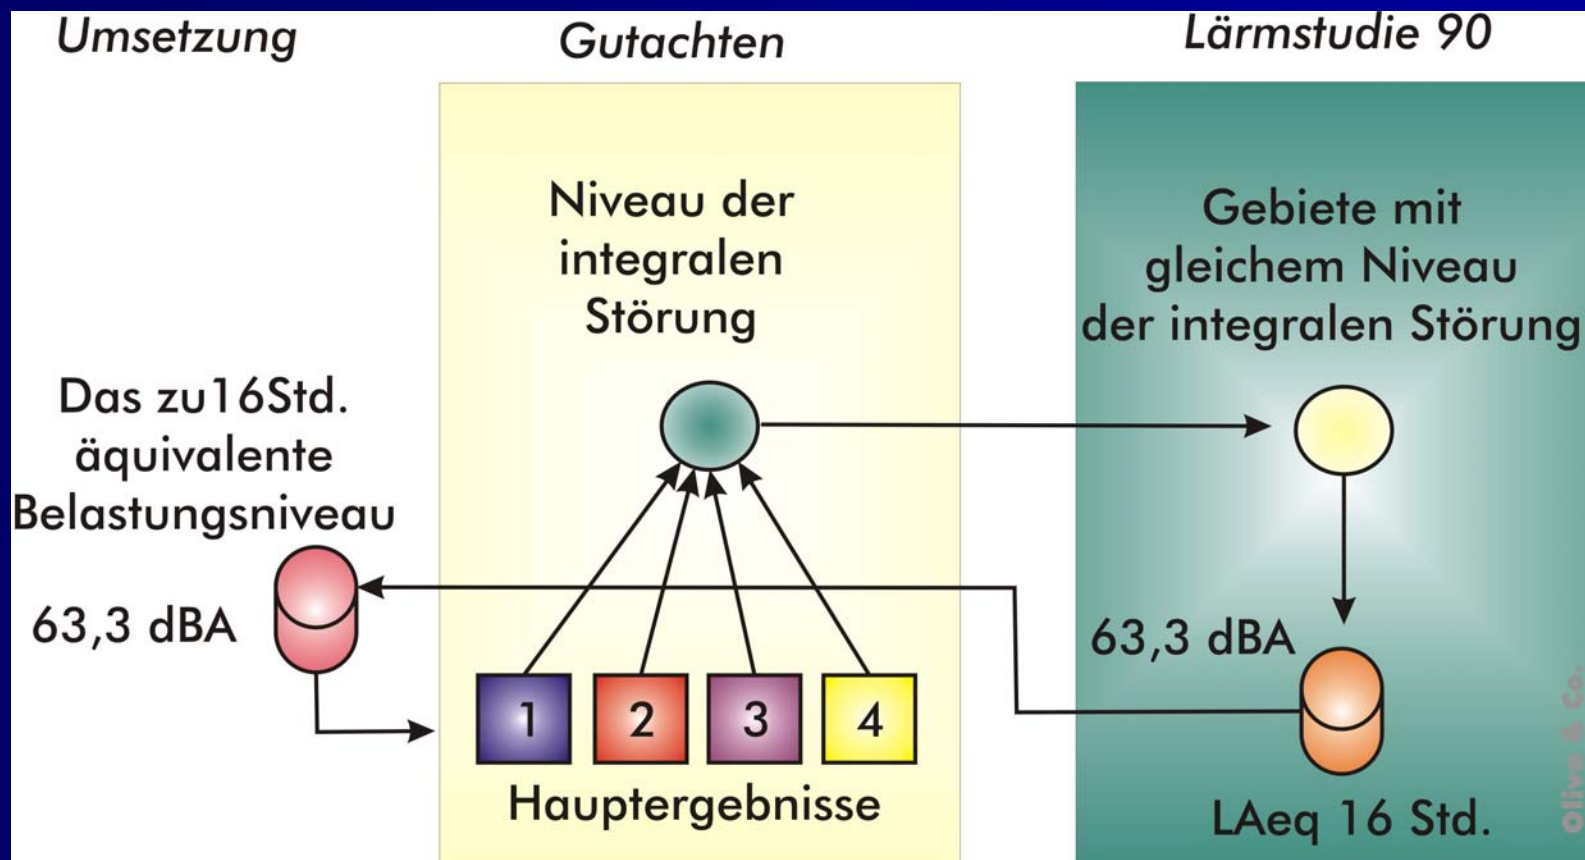 Umsetzung
Gutachten
Lärmstudie 90
Niveau der
integralen
Störung
Gebiete mit
gleichem Niveau
der integralen Störung
Das zu16Std.
äquivalente
Belastungsniveau
63,3 dBA
63,3 dBA
1 2 3 4
Hauptergebnisse
LAeq 16 Std.
Olive & Co.